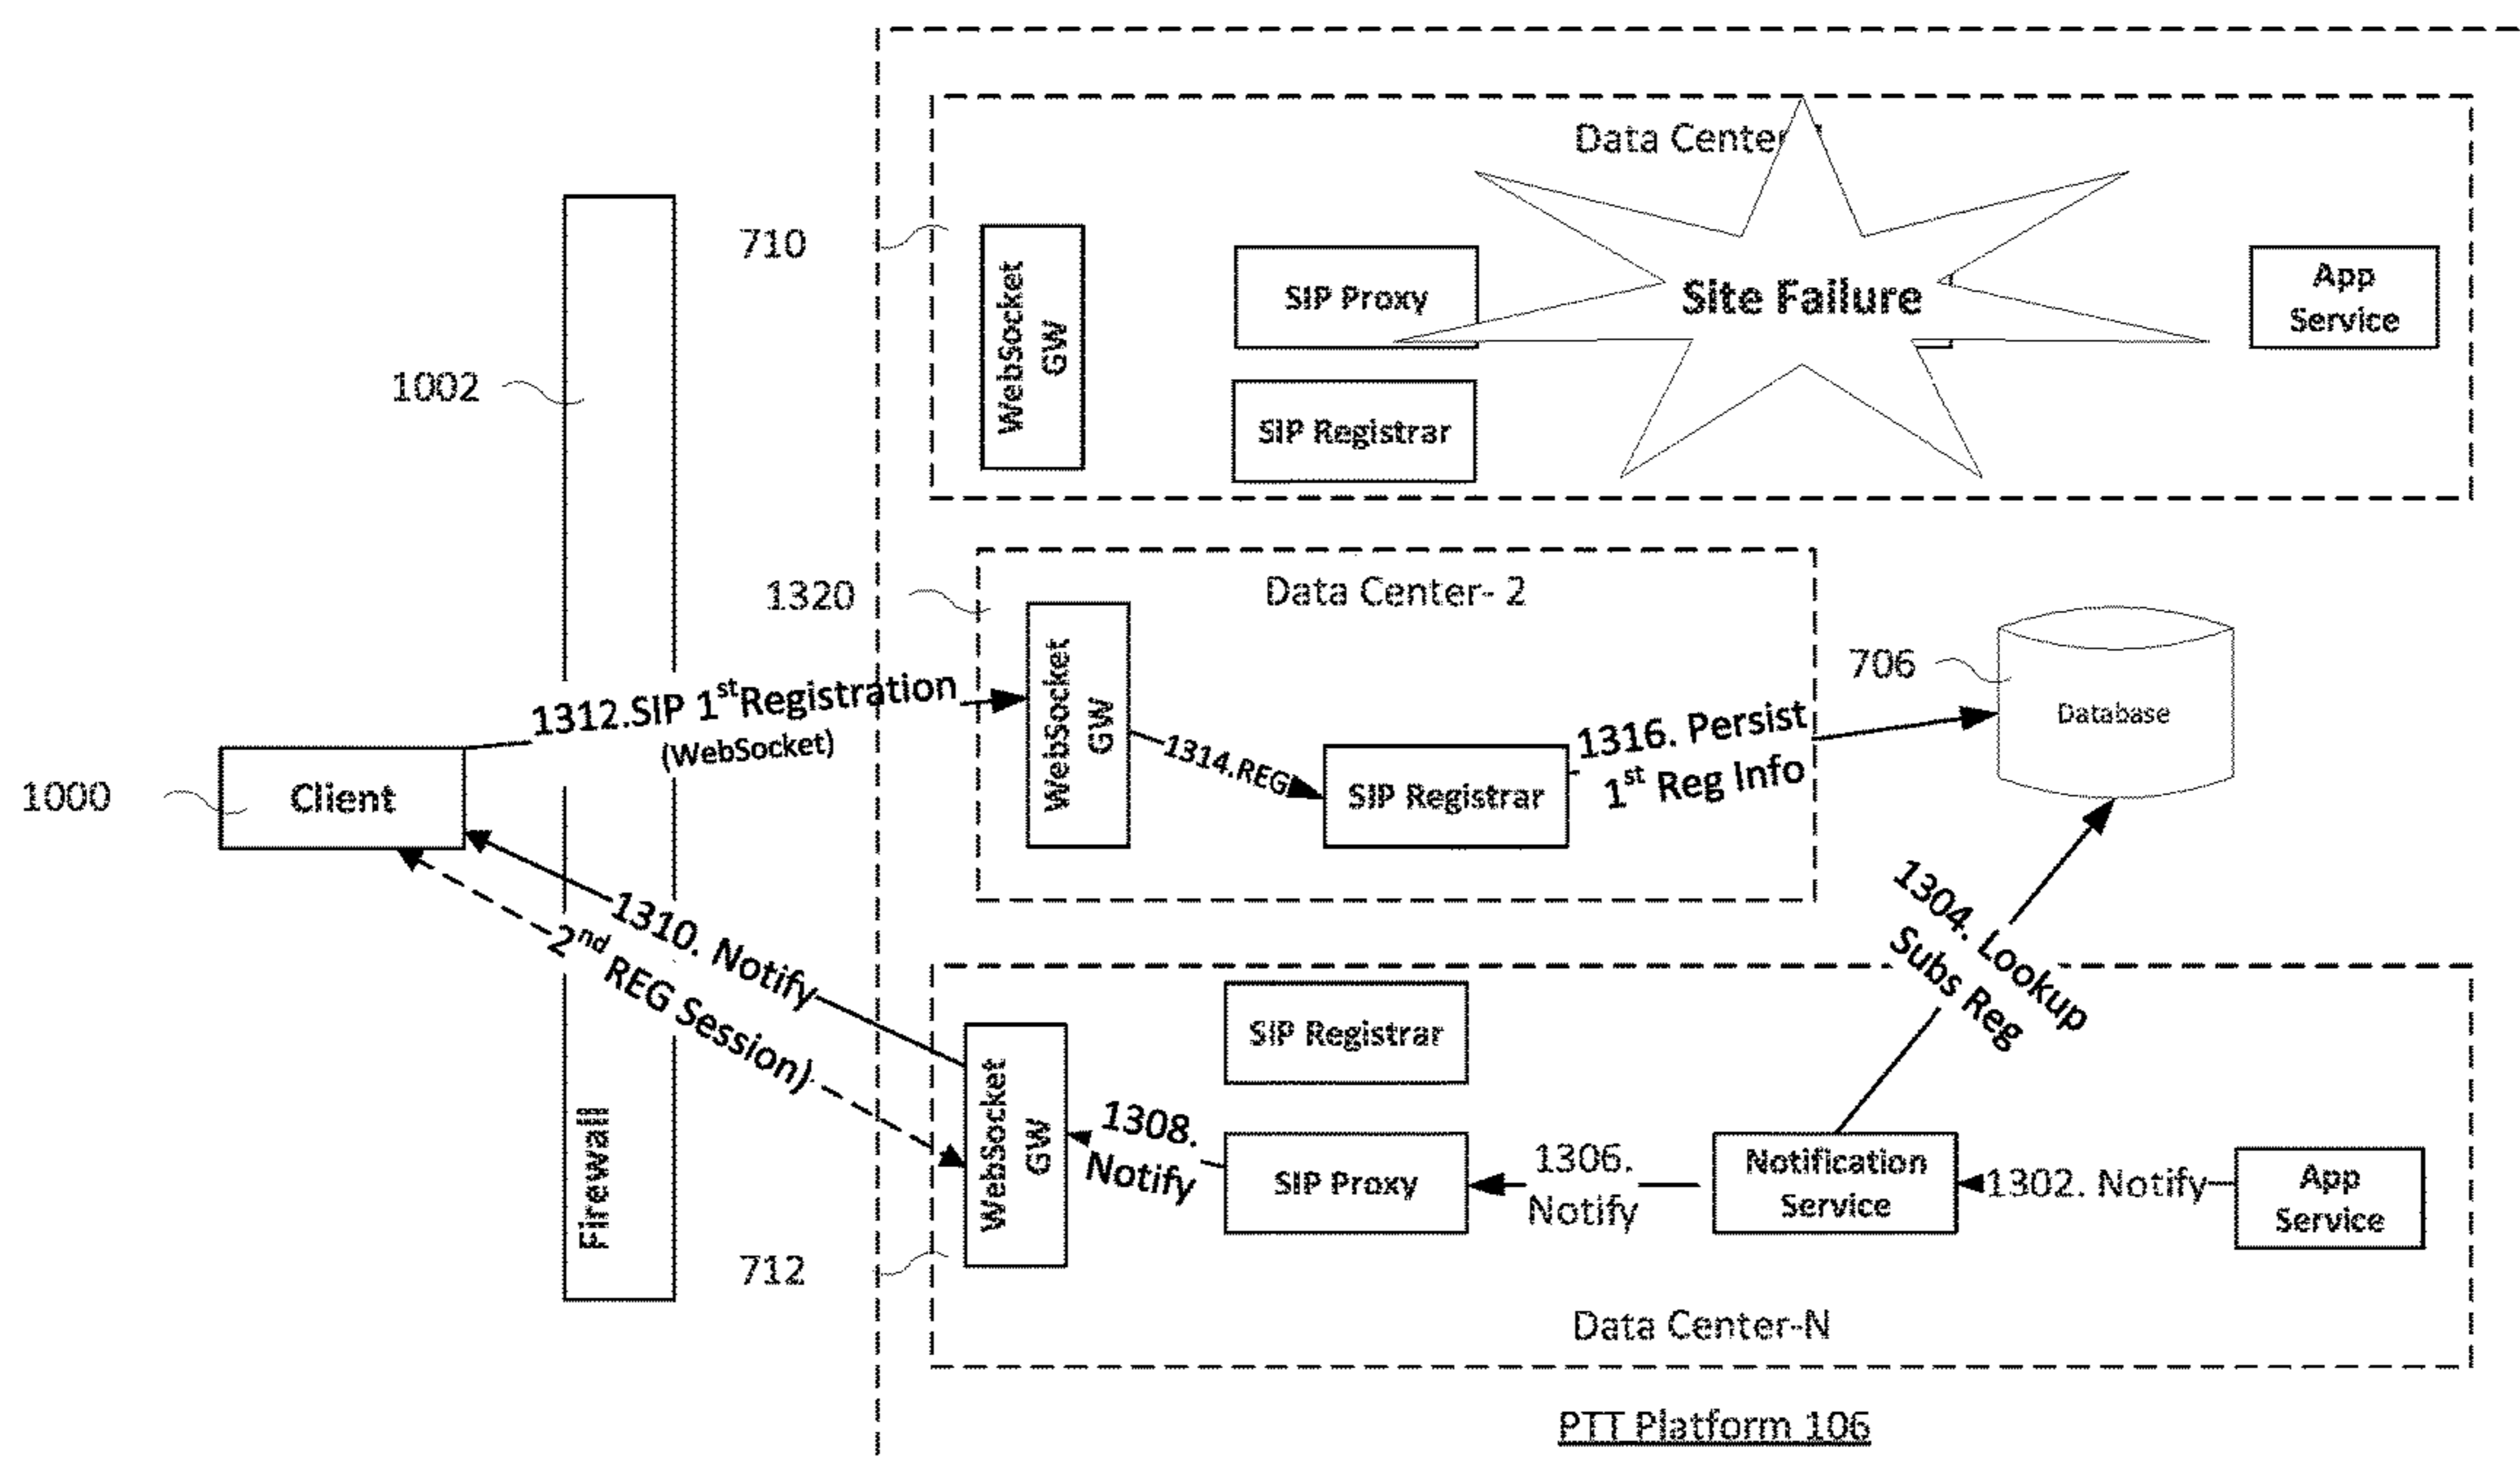 Data Center
710
WebSocket
GW
SIP Proxy
Site Failure
App
Service
1002
SIP Registrar
1320
Data Center- 2
WebSocket
GW
706
Database
1312.SIP 1st Registration
(WebSocket)
1314.REG
1316. Persist
1st Reg Info
SIP Registrar
1000
Client
1304. Lookup
Subs Reg
1310. Notify
2nd REG Session)
Firewall
SIP Registrar
WebSocket
GW
1308.
Notify
SIP Proxy
1306.
Notify
Notification
Service
1302. Notify
App
Service
712
Data Center-N
PTT Platform 106